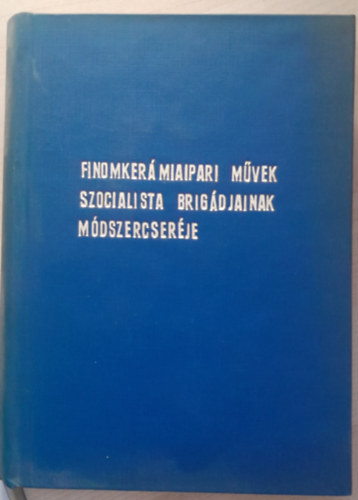 FINOMKERÁMIAIPARI MŰVEK
SZOCIALISTA BRIGÁDJAINAK
MÓDSZERCSERÉJE